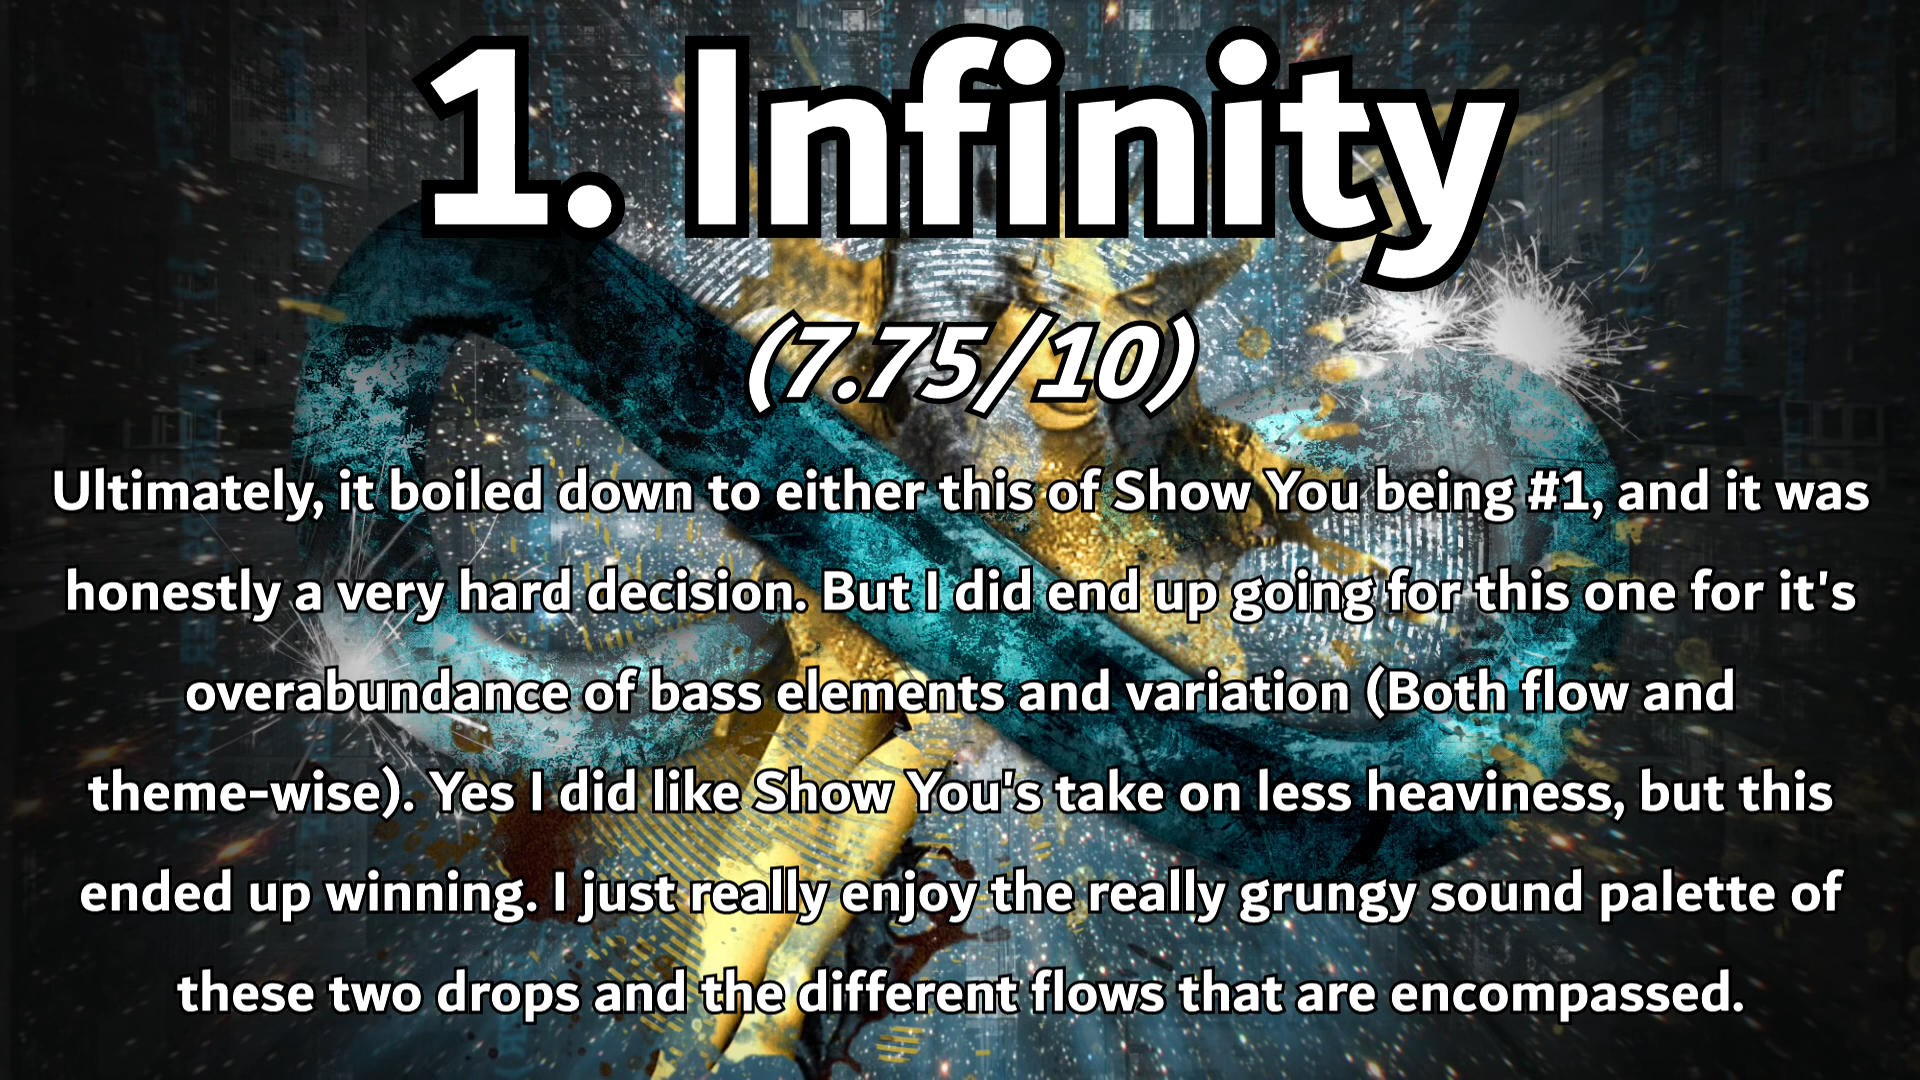 1. Infinity
(7.75/10)
Ultimately, it boiled down to either this of Show You being #1, and it was
honestly a very hard decision. But I did end up going for this one for it's
overabundance of bass elements and variation (Both flow and
theme-wise). Yes I did like Show You's take on less heaviness, but this
ended up winning. I just really enjoy the really grungy sound palette of
these two drops and the different flows that are encompassed.